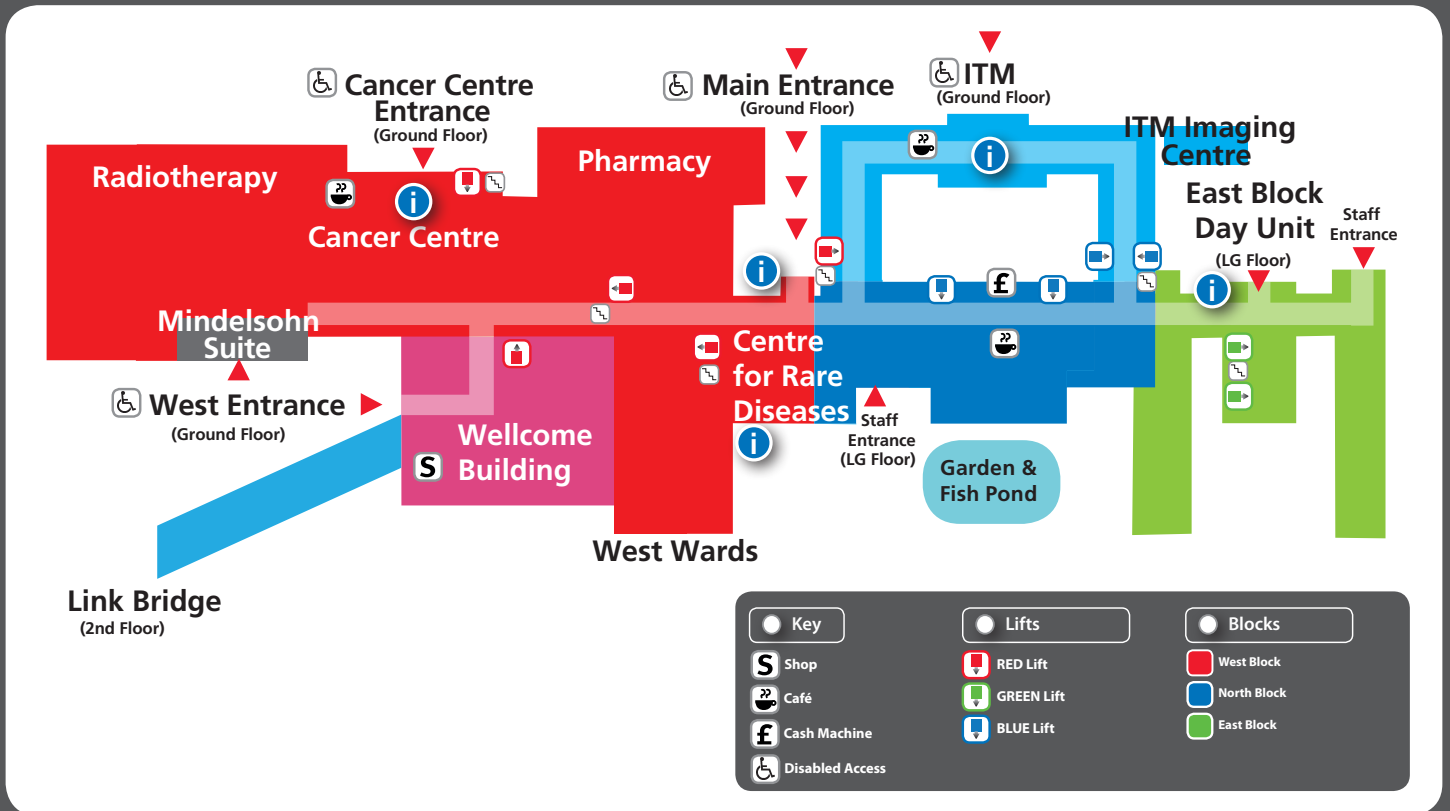 Cancer Centre
Entrance
(Ground Floor)
Main Entrance
(Ground Floor)
ITM
(Ground Floor)
ITM Imaging
Centre
East Block
Day Unit
(LG Floor)
Staff
Entrance
Radiotherapy
i
Cancer Centre
Pharmacy
i
i
i
£
Mindelsohn
Suite
West Entrance
(Ground Floor)
Centre
for Rare
Diseases
i
Staff
Entrance
(LG Floor)
S
Wellcome
Building
Garden &
Fish Pond
West Wards
Link Bridge
(2nd Floor)
Key
S Shop
Café
£ Cash Machine
Disabled Access
Lifts
RED Lift
GREEN Lift
BLUE Lift
Blocks
West Block
North Block
East Block